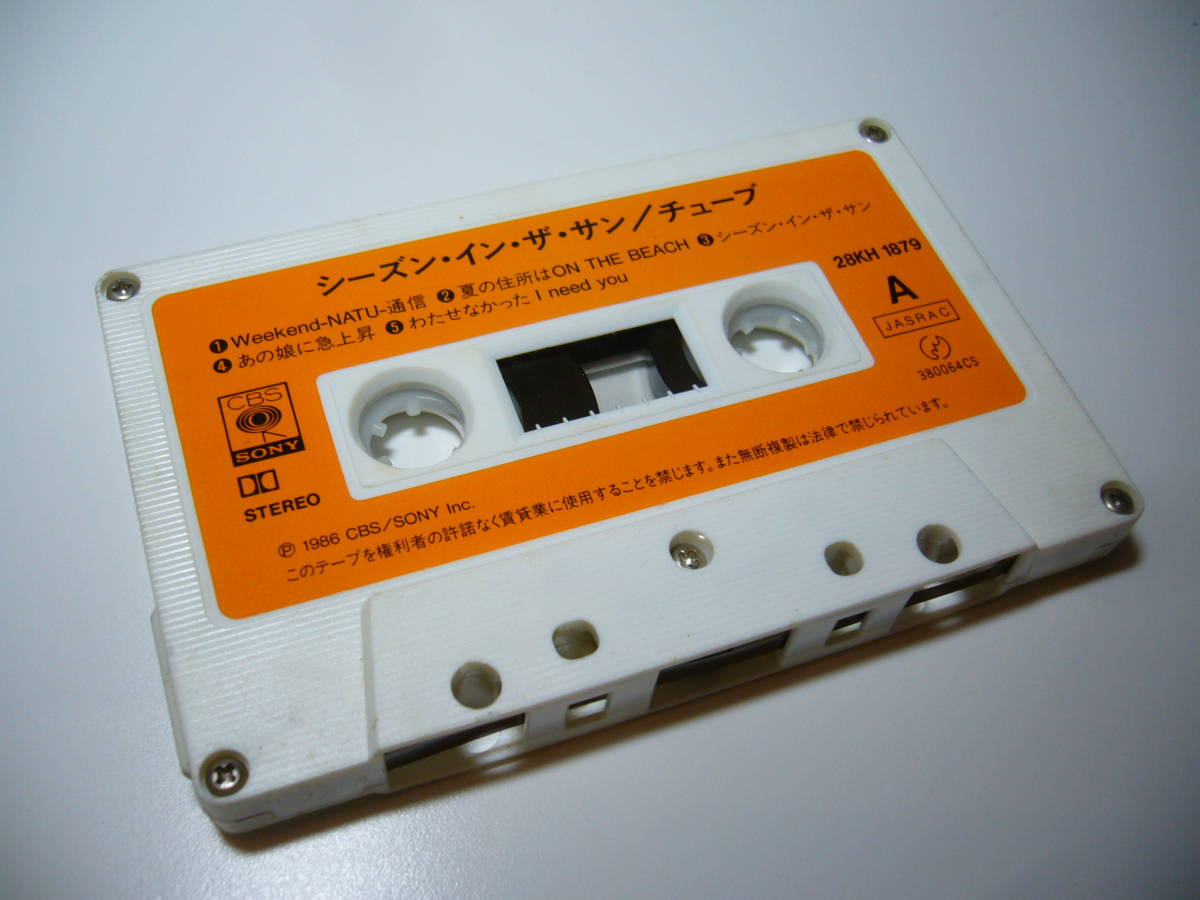 シーズン・イン・ザ・サン/チューブ
❶Weekend-NATU-通信 ❷夏の住所はON THE BEACH ❸シーズン・イン・ザ・サン
❹あの娘に急上昇 ❺わたせなかった I need you
28KH 1879
A
JASRAC
380064CS
CBS
SONY
STEREO
Ⓟ 1986 CBS/SONY Inc.
このテープを権利者の許諾なく賃貸業に使用することを禁じます。また無断複製は法律で禁じられています。